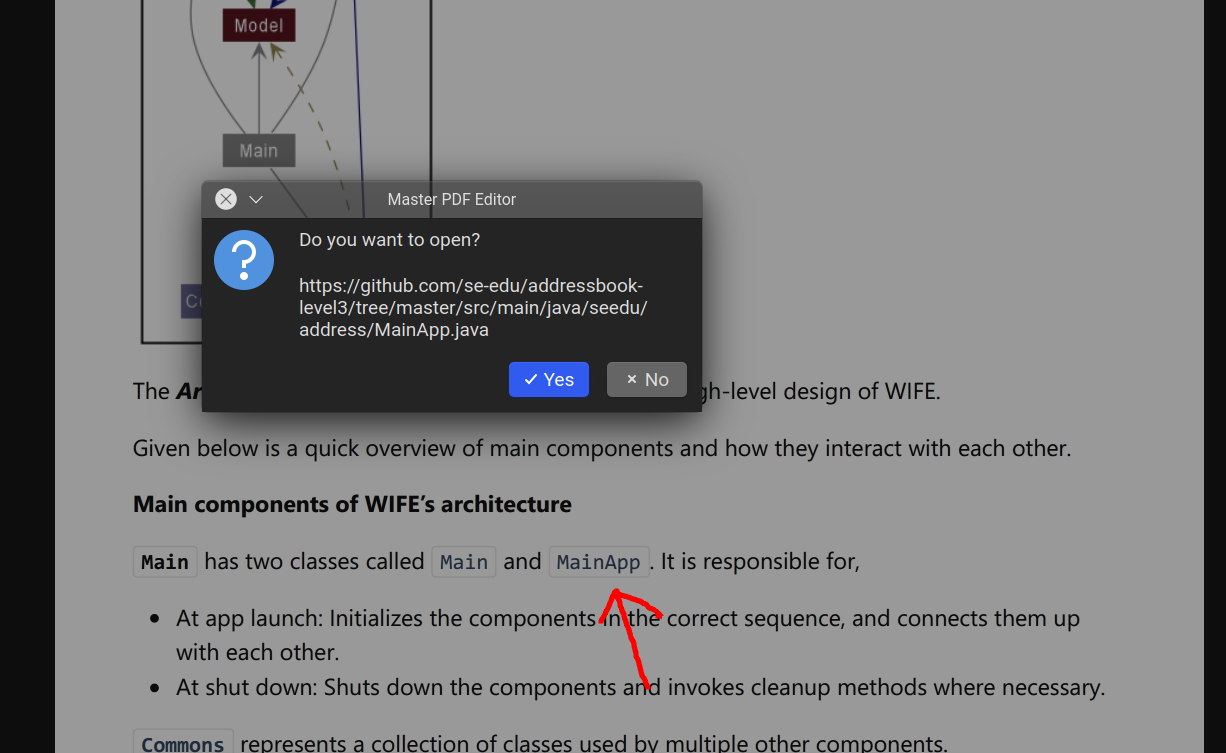 Model
Main
Master PDF Editor
Do you want to open?
https://github.com/se-edu/addressbook-
level3/tree/master/src/main/java/seedu/
address/MainApp.java
Yes
No
The
gh-level design of WIFE.
Given below is a quick overview of main components and how they interact with each other.
Main components of WIFE’s architecture
Main has two classes called Main and MainApp. It is responsible for,
• At app launch: Initializes the components in the correct sequence, and connects them up
with each other.
• At shut down: Shuts down the components and invokes cleanup methods where necessary.
Commons represents a collection of classes used by multiple other components.